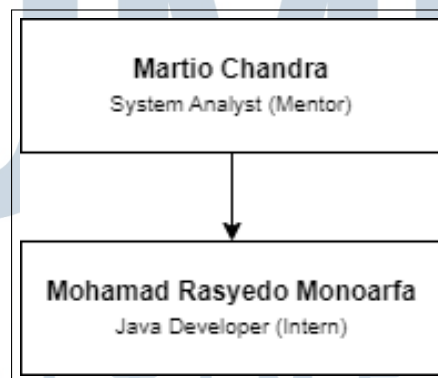 Martio Chandra
System Analyst (Mentor)
Mohamad Rasyedo Monoarfa
Java Developer (Intern)